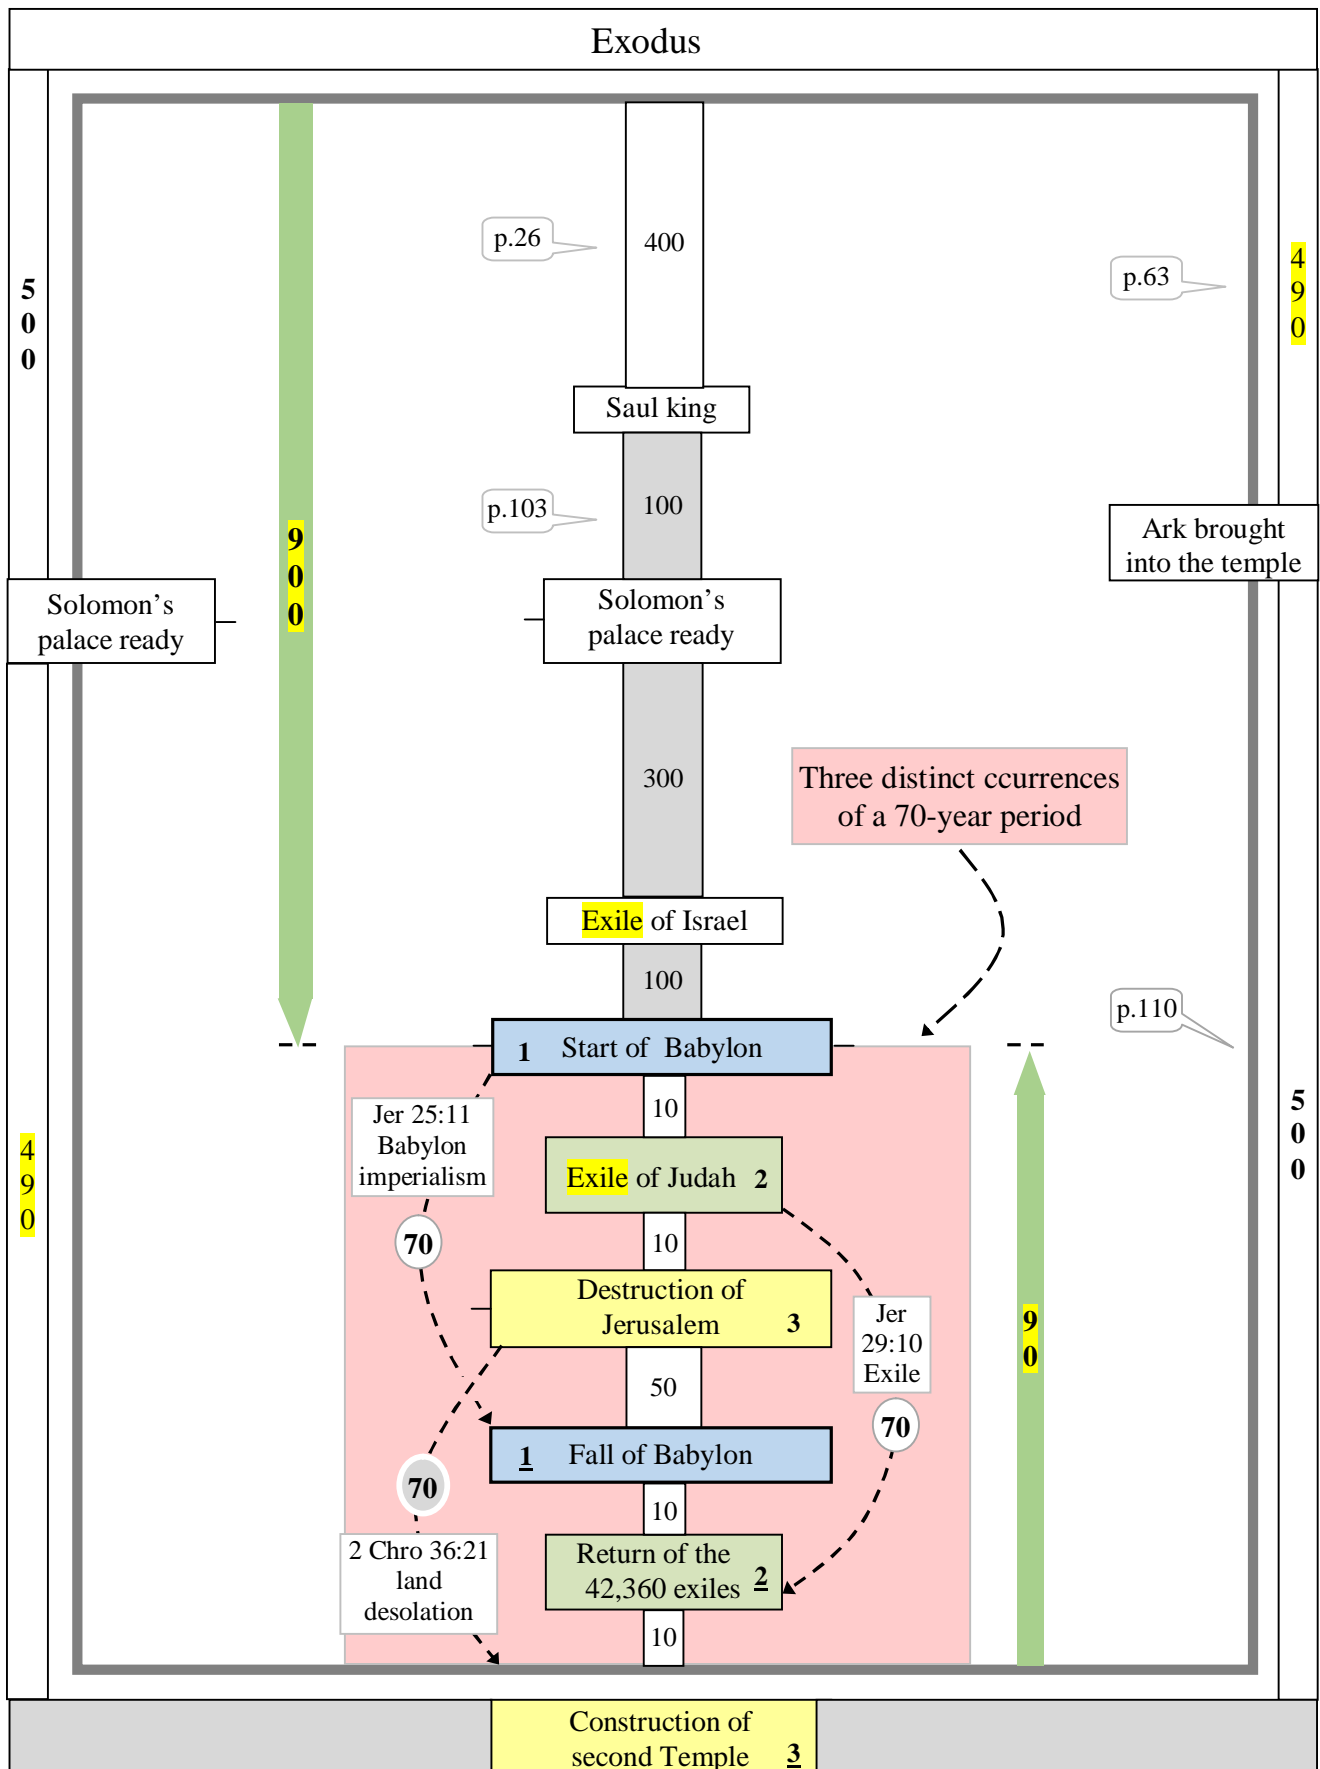 Exodus
p.26
400
p.63
5
0
0
4
9
0
Saul king
p.103
100
9
0
0
Ark brought
into the temple
Solomon’s
palace ready
Solomon’s
palace ready
300
Three distinct ccurrences
of a 70-year period
Exile of Israel
100
p.110
1 Start of Babylon
10
Jer 25:11
Babylon
imperialism
5
0
0
4
9
0
Exile of Judah 2
70
10
Destruction of
Jerusalem 3
Jer
29:10
Exile
9
0
50
70
1 Fall of Babylon
70
10
2 Chro 36:21
land
desolation
Return of the
42,360 exiles 2
10
Construction of
second Temple 3